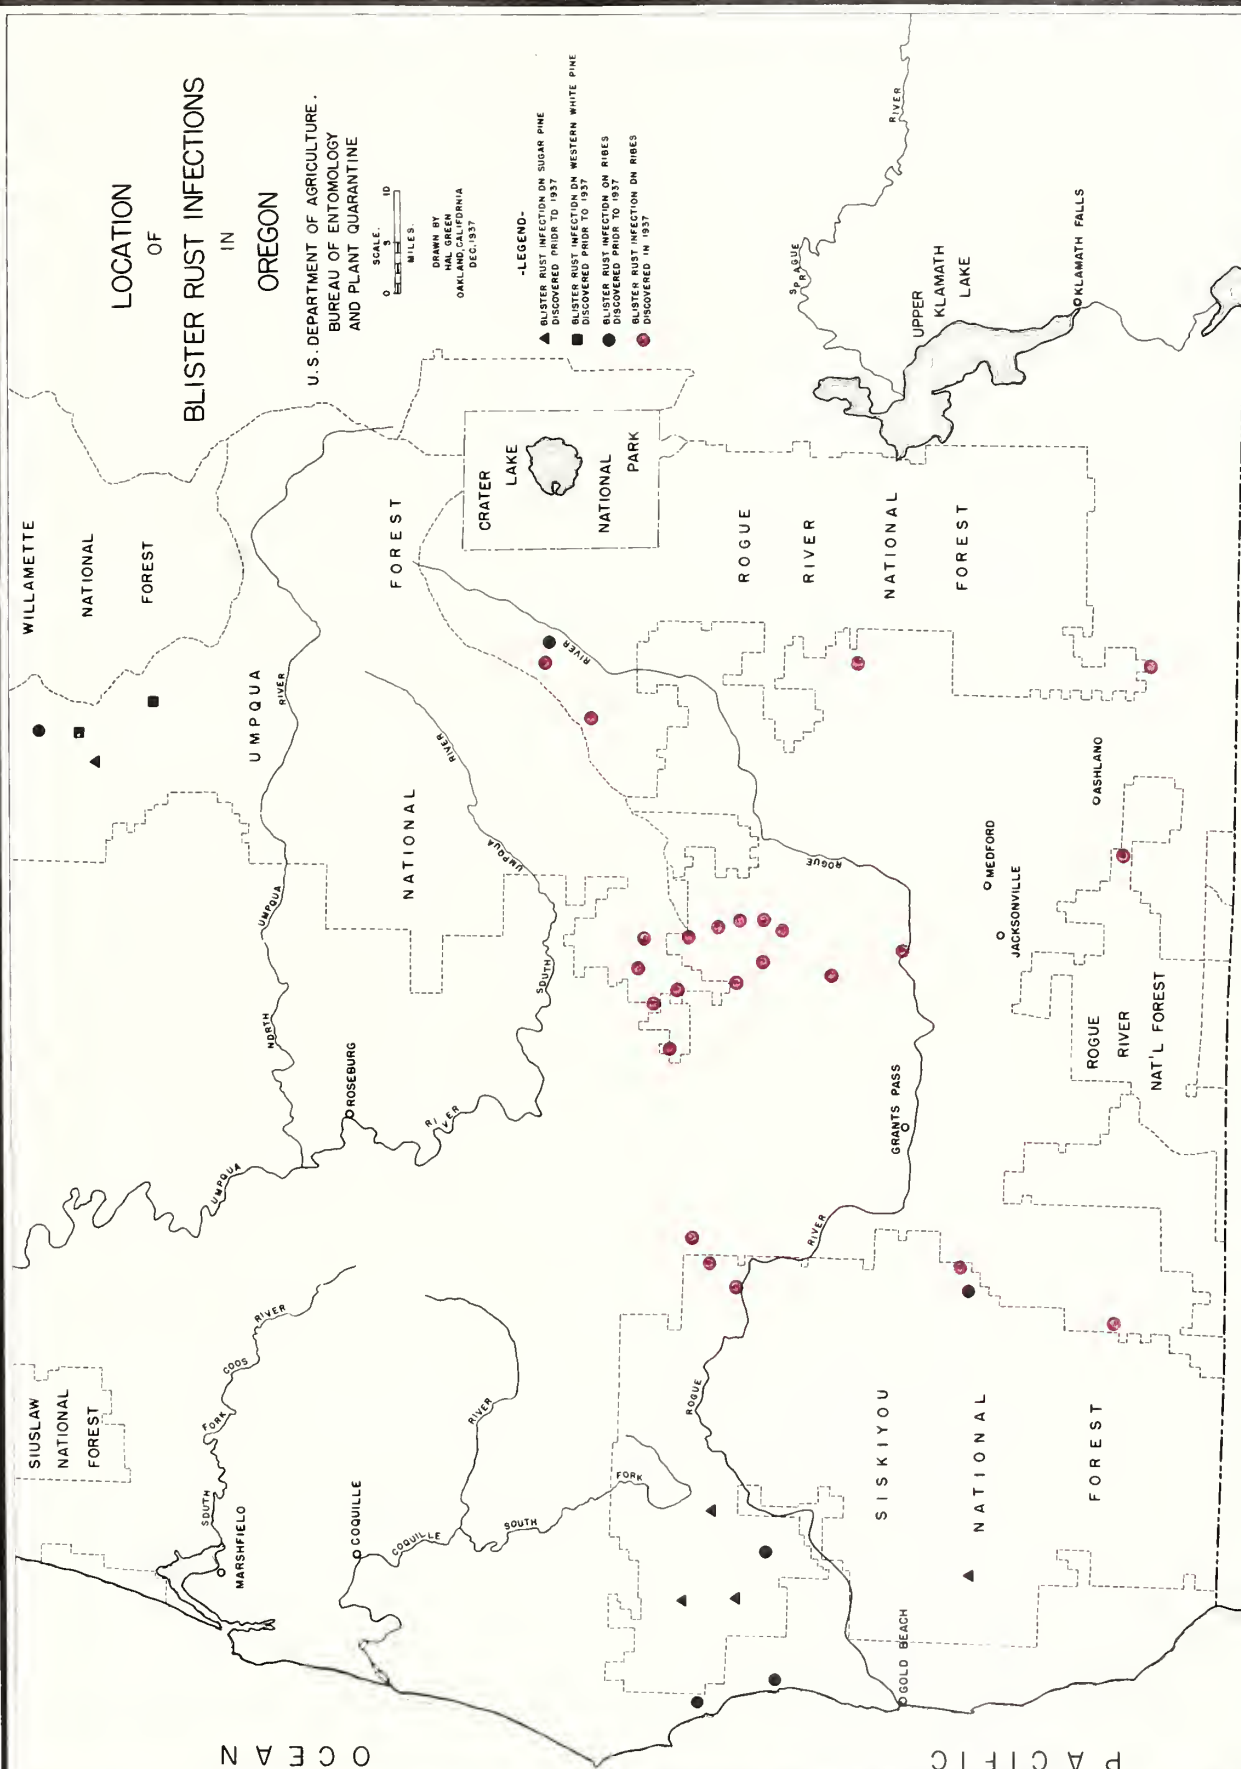 LOCATION
OF
BLISTER RUST INFECTIONS
IN
OREGON
U.S. DEPARTMENT OF AGRICULTURE.
BUREAU OF ENTOMOLOGY
AND PLANT QUARANTINE
SCALE.
0 5 10
MILES.
DRAWN BY
HAL GREEN
OAKLAND, CALIFORNIA
DEC. 1937
-LEGEND-
BLISTER RUST INFECTION ON SUGAR PINE
DISCOVERED PRIOR TO 1937
BLISTER RUST INFECTION ON WESTERN WHITE PINE
DISCOVERED PRIOR TO 1937
BLISTER RUST INFECTION ON RIBES
DISCOVERED PRIOR TO 1937
BLISTER RUST INFECTION ON RIBES
DISCOVERED IN 1937
WILLAMETTE
NATIONAL
FOREST
UMPQUA
NATIONAL
FOREST
CRATER
LAKE
NATIONAL
PARK
ROGUE
RIVER
NATIONAL
FOREST
SPRAGUE
RIVER
UPPER
KLAMATH
LAKE
KLAMATH FALLS
RIVER
UMPQUA
NORTH
RIVER
UMPQUA
SOUTH
RIVER
UMPQUA
ROSEBURG
RIVER
ROGUE
MEDFORD
JACKSONVILLE
ASHLAND
ROGUE
RIVER
NAT'L FOREST
GRANTS PASS
RIVER
ROGUE
SIUSLAW
NATIONAL
FOREST
SOUTH
FORK
COOS
RIVER
MARSHFIELD
COQUILLE
COQUILLE
RIVER
SOUTH
FORK
SISKIYOU
NATIONAL
FOREST
GOLD BEACH
PACIFIC
OCEAN